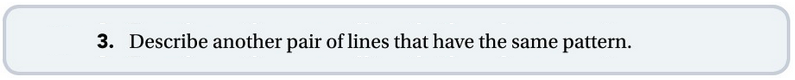 3. Describe another pair of lines that have the same pattern.